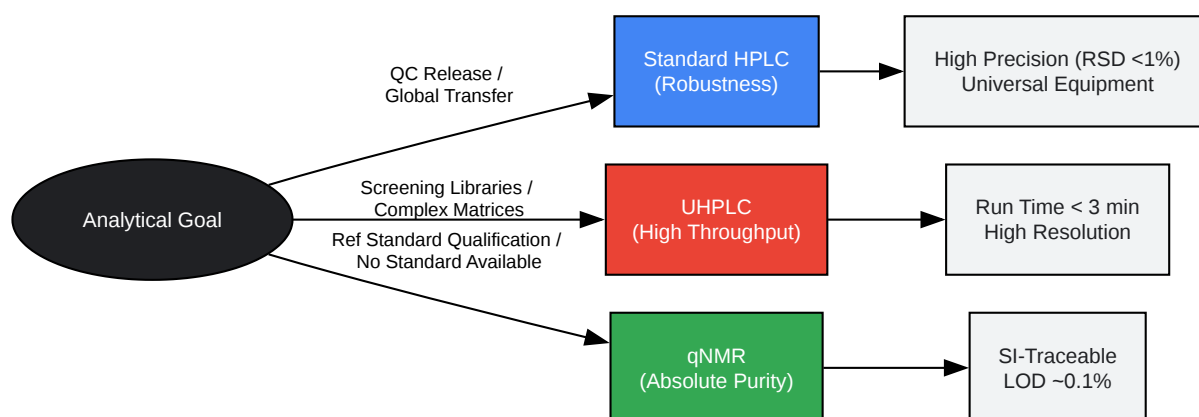 Analytical Goal
QC Release /
Global Transfer
Standard HPLC
(Robustness)
High Precision (RSD <1%)
Universal Equipment
Screening Libraries /
Complex Matrices
UHPLC
(High Throughput)
Run Time < 3 min
High Resolution
Ref Standard Qualification /
No Standard Available
qNMR
(Absolute Purity)
SI-Traceable
LOD ~0.1%